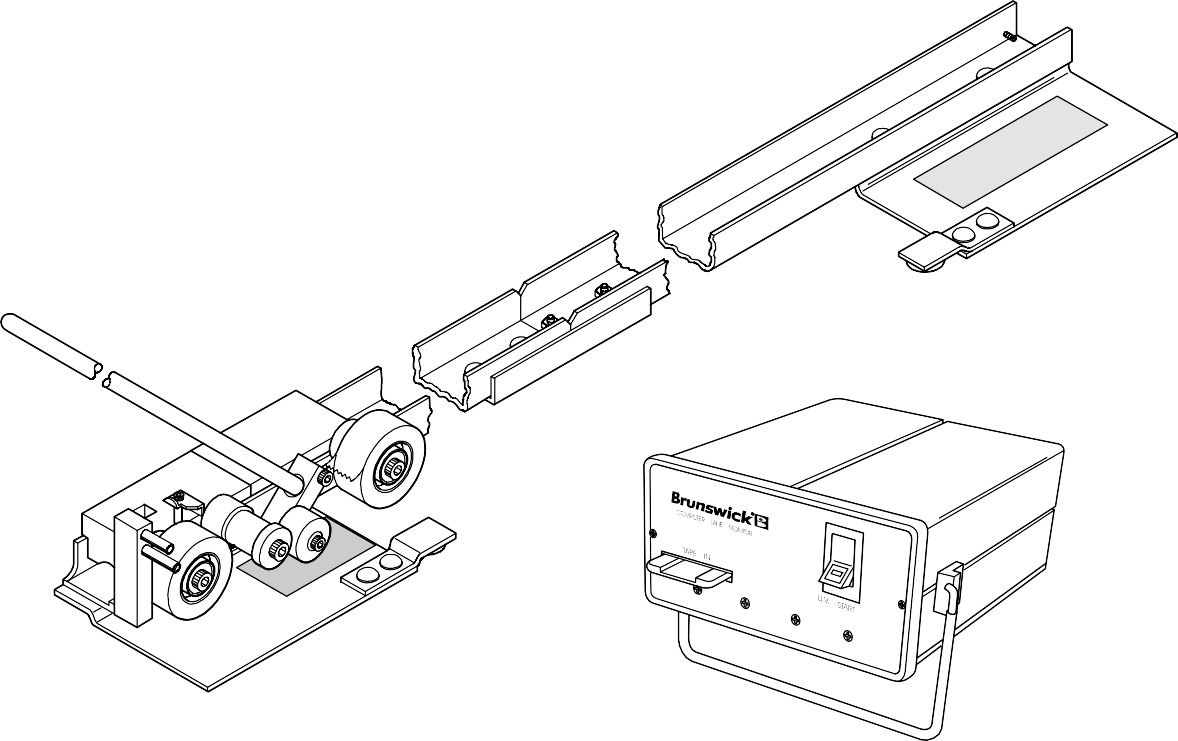 Brunswick
COMPUTER LANE MONITOR
TAPE IN
U.V. START